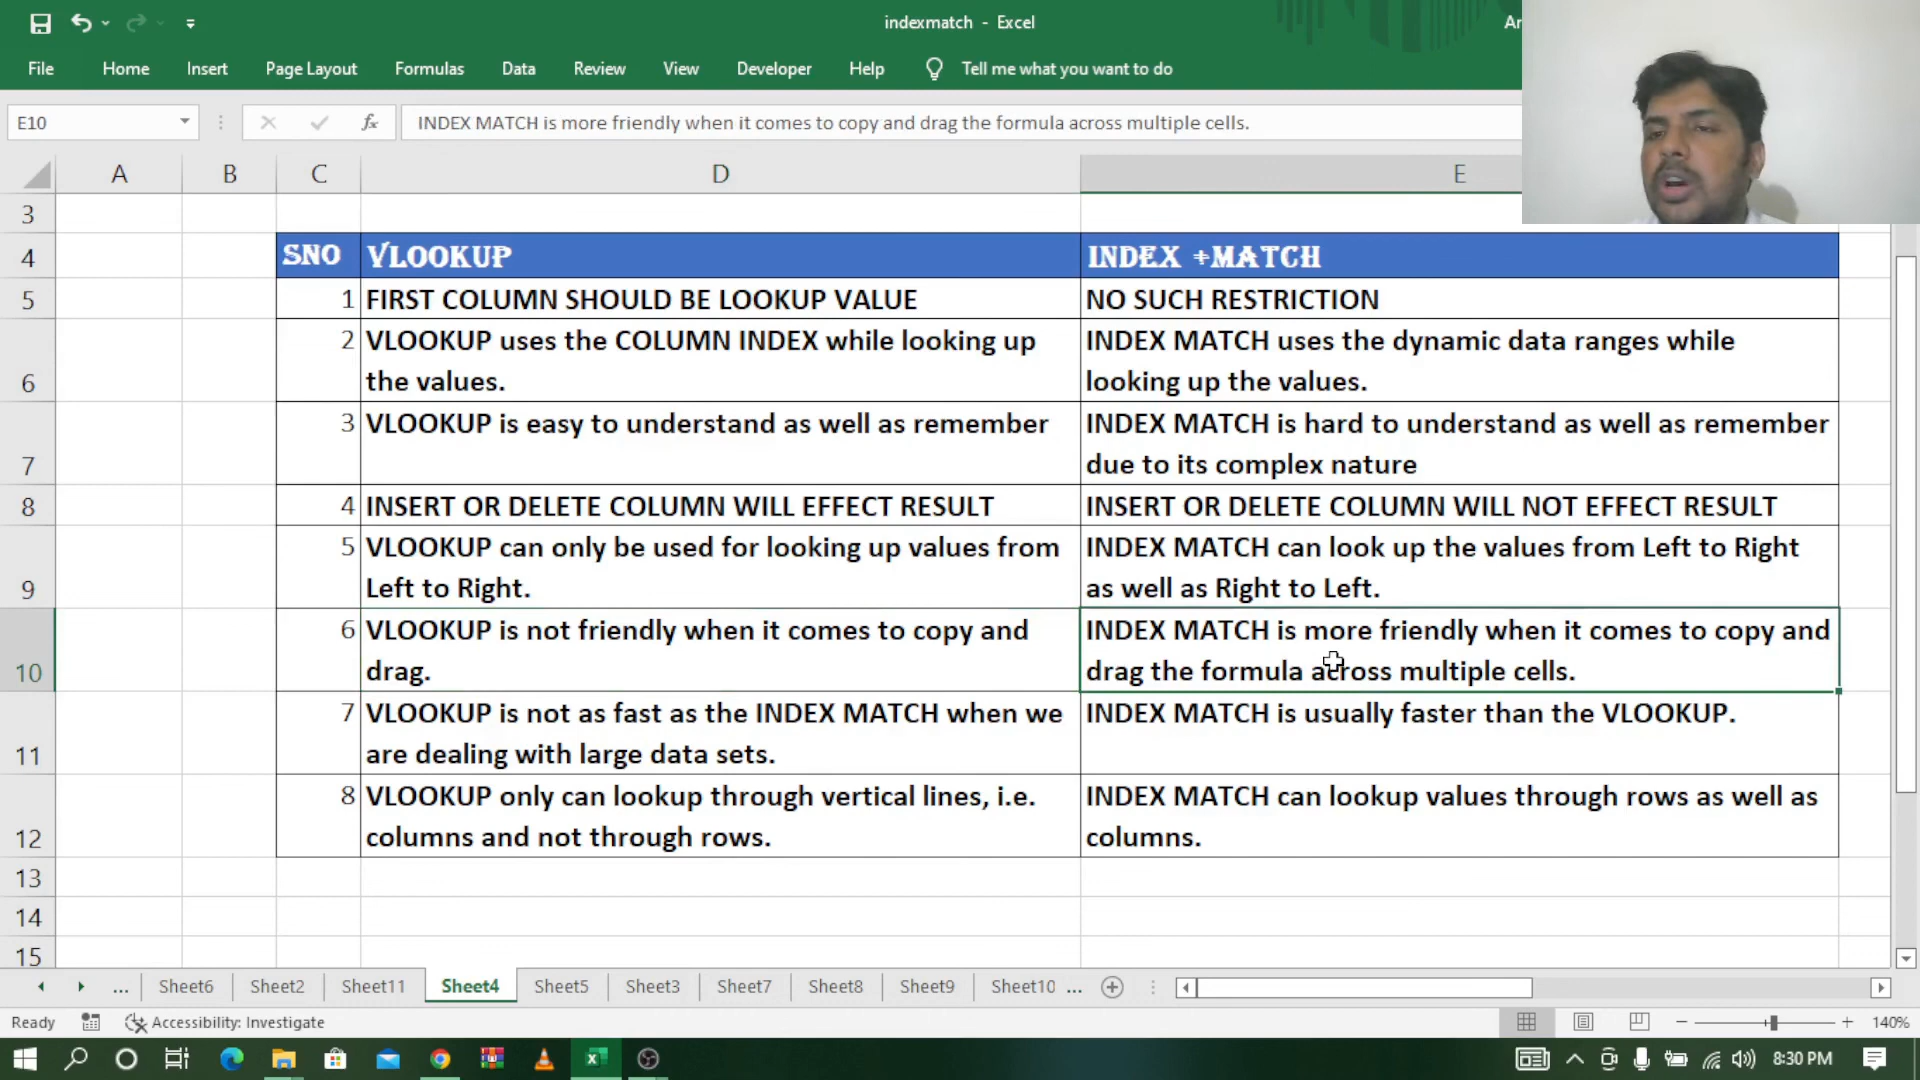 indexmatch - Excel
Ar
File Home Insert Page Layout Formulas Data Review View Developer Help Tell me what you want to do
E10 fx INDEX MATCH is more friendly when it comes to copy and drag the formula across multiple cells.
A B C D E
3
4 SNO VLOOKUP INDEX +MATCH
5 1 FIRST COLUMN SHOULD BE LOOKUP VALUE NO SUCH RESTRICTION
2 VLOOKUP uses the COLUMN INDEX while looking up INDEX MATCH uses the dynamic data ranges while
6 the values. looking up the values.
3 VLOOKUP is easy to understand as well as remember INDEX MATCH is hard to understand as well as remember
7 due to its complex nature
8 4 INSERT OR DELETE COLUMN WILL EFFECT RESULT INSERT OR DELETE COLUMN WILL NOT EFFECT RESULT
5 VLOOKUP can only be used for looking up values from INDEX MATCH can look up the values from Left to Right
9 Left to Right. as well as Right to Left.
6 VLOOKUP is not friendly when it comes to copy and INDEX MATCH is more friendly when it comes to copy and
10 drag. drag the formula across multiple cells.
7 VLOOKUP is not as fast as the INDEX MATCH when we INDEX MATCH is usually faster than the VLOOKUP.
11 are dealing with large data sets.
8 VLOOKUP only can lookup through vertical lines, i.e. INDEX MATCH can lookup values through rows as well as
12 columns and not through rows. columns.
13
14
15
... Sheet6 Sheet2 Sheet11 Sheet4 Sheet5 Sheet3 Sheet7 Sheet8 Sheet9 Sheet10 ...
Ready Accessibility: Investigate 140%
8:30 PM